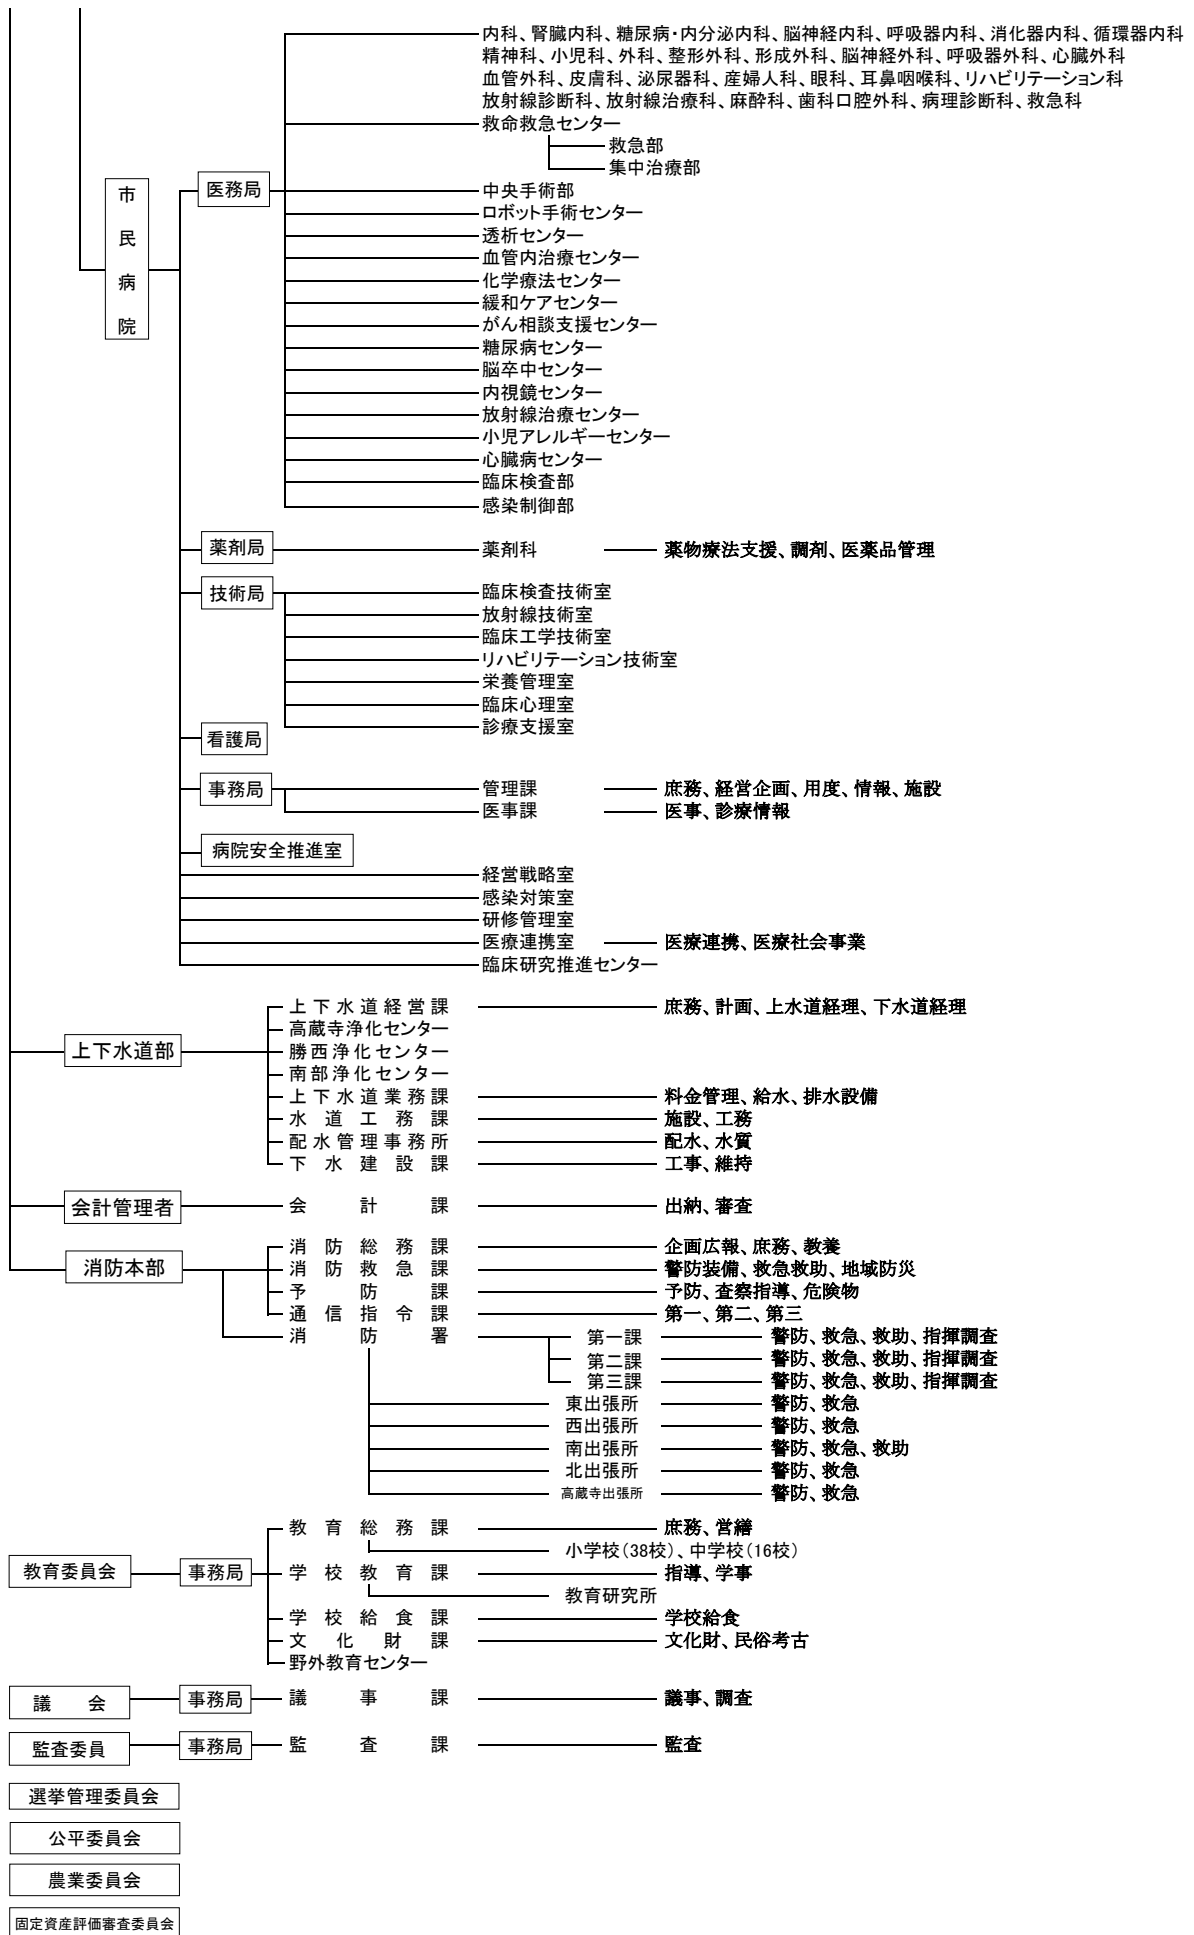 内科、腎臓内科、糖尿病・内分泌内科、脳神経内科、呼吸器内科、消化器内科、循環器内科
精神科、小児科、外科、整形外科、形成外科、脳神経外科、呼吸器外科、心臓外科
血管外科、皮膚科、泌尿器科、産婦人科、眼科、耳鼻咽喉科、リハビリテーション科
放射線診断科、放射線治療科、麻酔科、歯科口腔外科、病理診断科、救急科
救命救急センター
救急部
集中治療部
市民病院
医務局 中央手術部
ロボット手術センター
透析センター
血管内治療センター
化学療法センター
緩和ケアセンター
がん相談支援センター
糖尿病センター
脳卒中センター
内視鏡センター
放射線治療センター
小児アレルギーセンター
心臓病センター
臨床検査部
感染制御部
薬剤局 薬剤科 薬物療法支援、調剤、医薬品管理
技術局 臨床検査技術室
放射線技術室
臨床工学技術室
リハビリテーション技術室
栄養管理室
臨床心理室
診療支援室
看護局
事務局 管理課 庶務、経営企画、用度、情報、施設
医事課 医事、診療情報
病院安全推進室
経営戦略室
感染対策室
研修管理室
医療連携室 医療連携、医療社会事業
臨床研究推進センター
上下水道経営課 庶務、計画、上水道経理、下水道経理
高蔵寺浄化センター
上下水道部 勝西浄化センター
南部浄化センター
上下水道業務課 料金管理、給水、排水設備
水道工務課 施設、工務
配水管理事務所 配水、水質
下水建設課 工事、維持
会計管理者 会計課 出納、審査
消防総務課 企画広報、庶務、教養
消防本部 消防救急課 警防装備、救急救助、地域防災
予防課 予防、査察指導、危険物
通信指令課 第一、第二、第三
消防署 第一課 警防、救急、救助、指揮調査
第二課 警防、救急、救助、指揮調査
第三課 警防、救急、救助、指揮調査
東出張所 警防、救急
西出張所 警防、救急
南出張所 警防、救急、救助
北出張所 警防、救急
高蔵寺出張所 警防、救急
教育総務課 庶務、営繕
小学校(38校)、中学校(16校)
教育委員会 事務局 学校教育課 指導、学事
教育研究所
学校給食課 学校給食
文化財課 文化財、民俗考古
野外教育センター
議会 事務局 議事課 議事、調査
監査委員 事務局 監査課 監査
選挙管理委員会
公平委員会
農業委員会
固定資産評価審査委員会